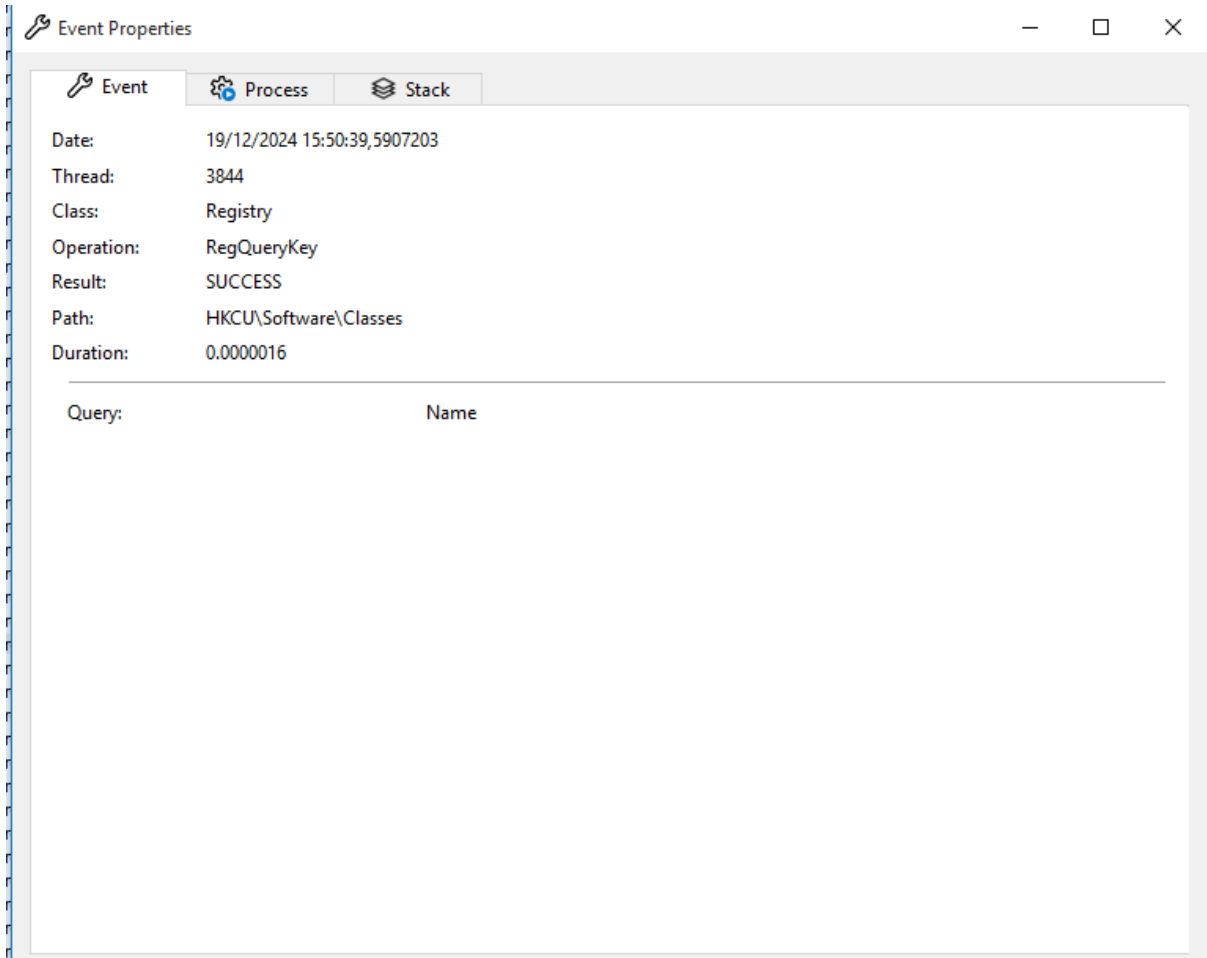 Event Properties
Event Process Stack
Date: 19/12/2024 15:50:39,5907203
Thread: 3844
Class: Registry
Operation: RegQueryKey
Result: SUCCESS
Path: HKCU\Software\Classes
Duration: 0.0000016
Query: Name